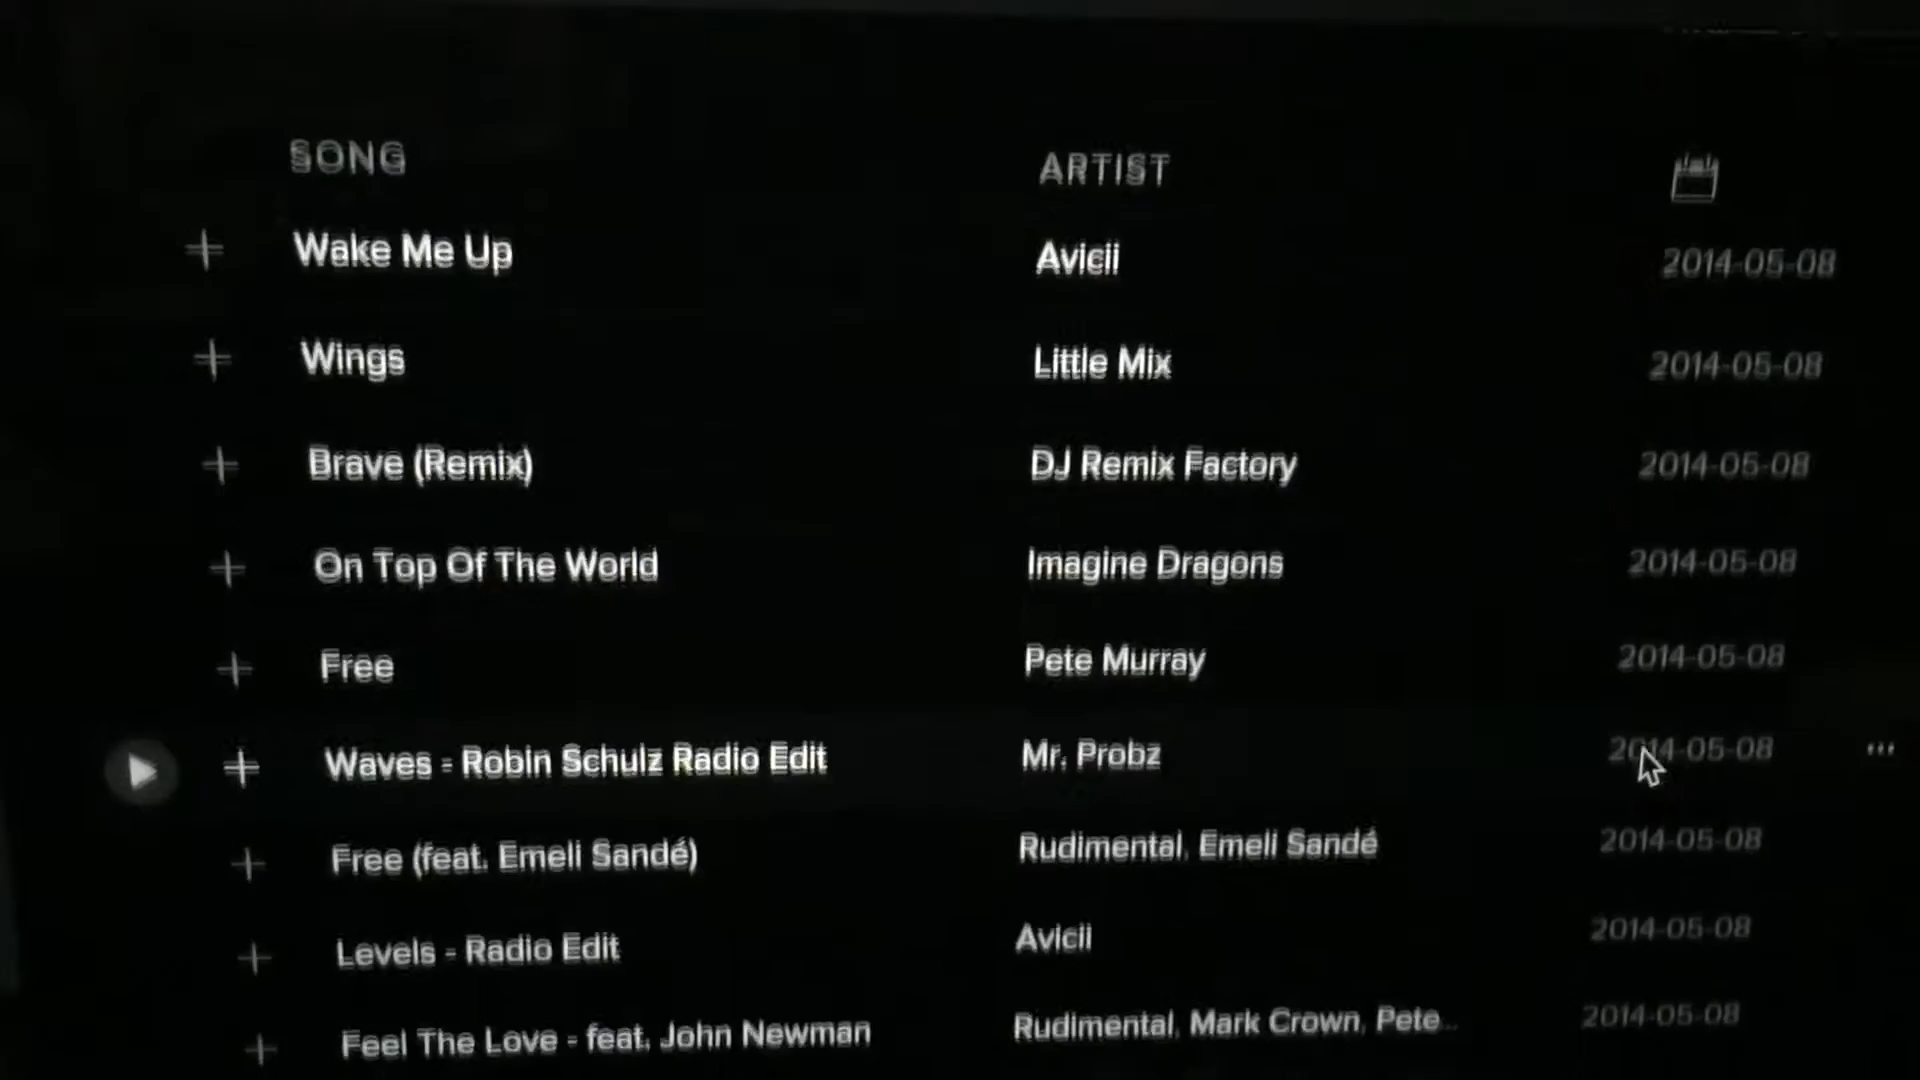 SONG ARTIST
Wake Me Up Avicii 2014-05-08
Wings Little Mix 2014-05-08
Brave (Remix) DJ Remix Factory 2014-05-08
On Top Of The World Imagine Dragons 2014-05-08
Free Pete Murray 2014-05-08
Waves - Robin Schulz Radio Edit Mr. Probz 2014-05-08 ...
Free (feat. Emeli Sandé) Rudimental, Emeli Sandé 2014-05-08
Levels - Radio Edit Avicii 2014-05-08
Feel The Love - feat. John Newman Rudimental, Mark Crown, Pete... 2014-05-08